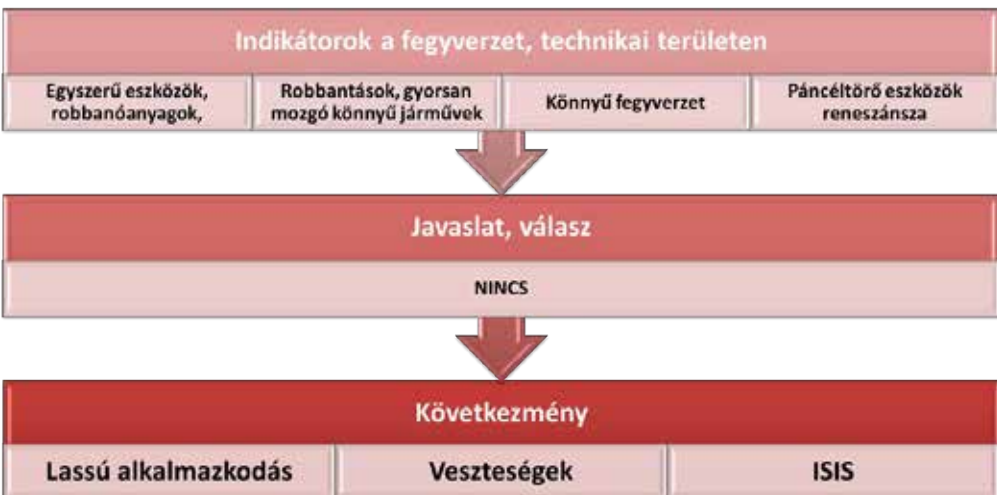 Indikátorok a fegyverzet, technikai területen
Egyszerű eszközök,
robbanóanyagok,
Robbantások, gyorsan
mozgó könnyű járművek
Könnyű fegyverzet
Páncéltörő eszközök
reneszánsza
Javaslat, válasz
NINCS
Következmény
Lassú alkalmazkodás
Veszteségek
ISIS